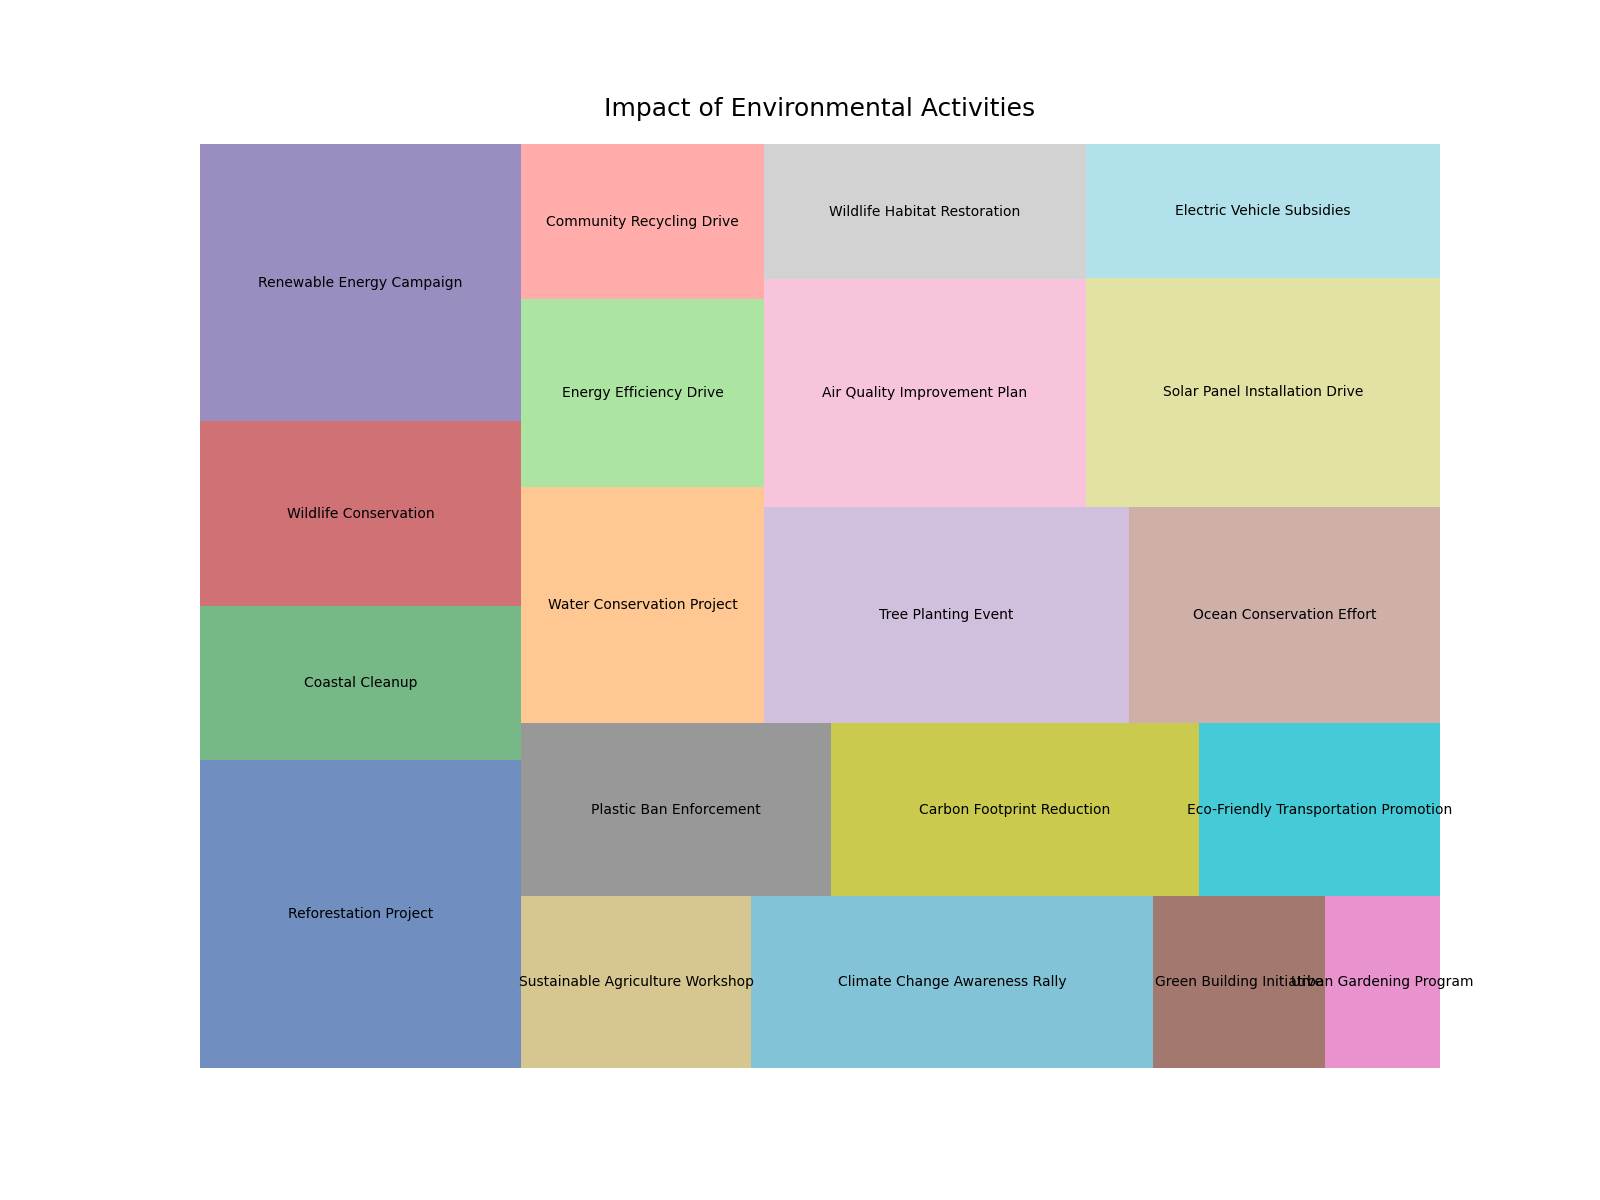 Impact of Environmental Activities
Renewable Energy Campaign
Community Recycling Drive
Wildlife Habitat Restoration
Electric Vehicle Subsidies
Energy Efficiency Drive
Air Quality Improvement Plan
Solar Panel Installation Drive
Wildlife Conservation
Water Conservation Project
Tree Planting Event
Ocean Conservation Effort
Coastal Cleanup
Plastic Ban Enforcement
Carbon Footprint Reduction
Eco-Friendly Transportation Promotion
Reforestation Project
Sustainable Agriculture Workshop
Climate Change Awareness Rally
Green Building Initiative
Urban Gardening Program